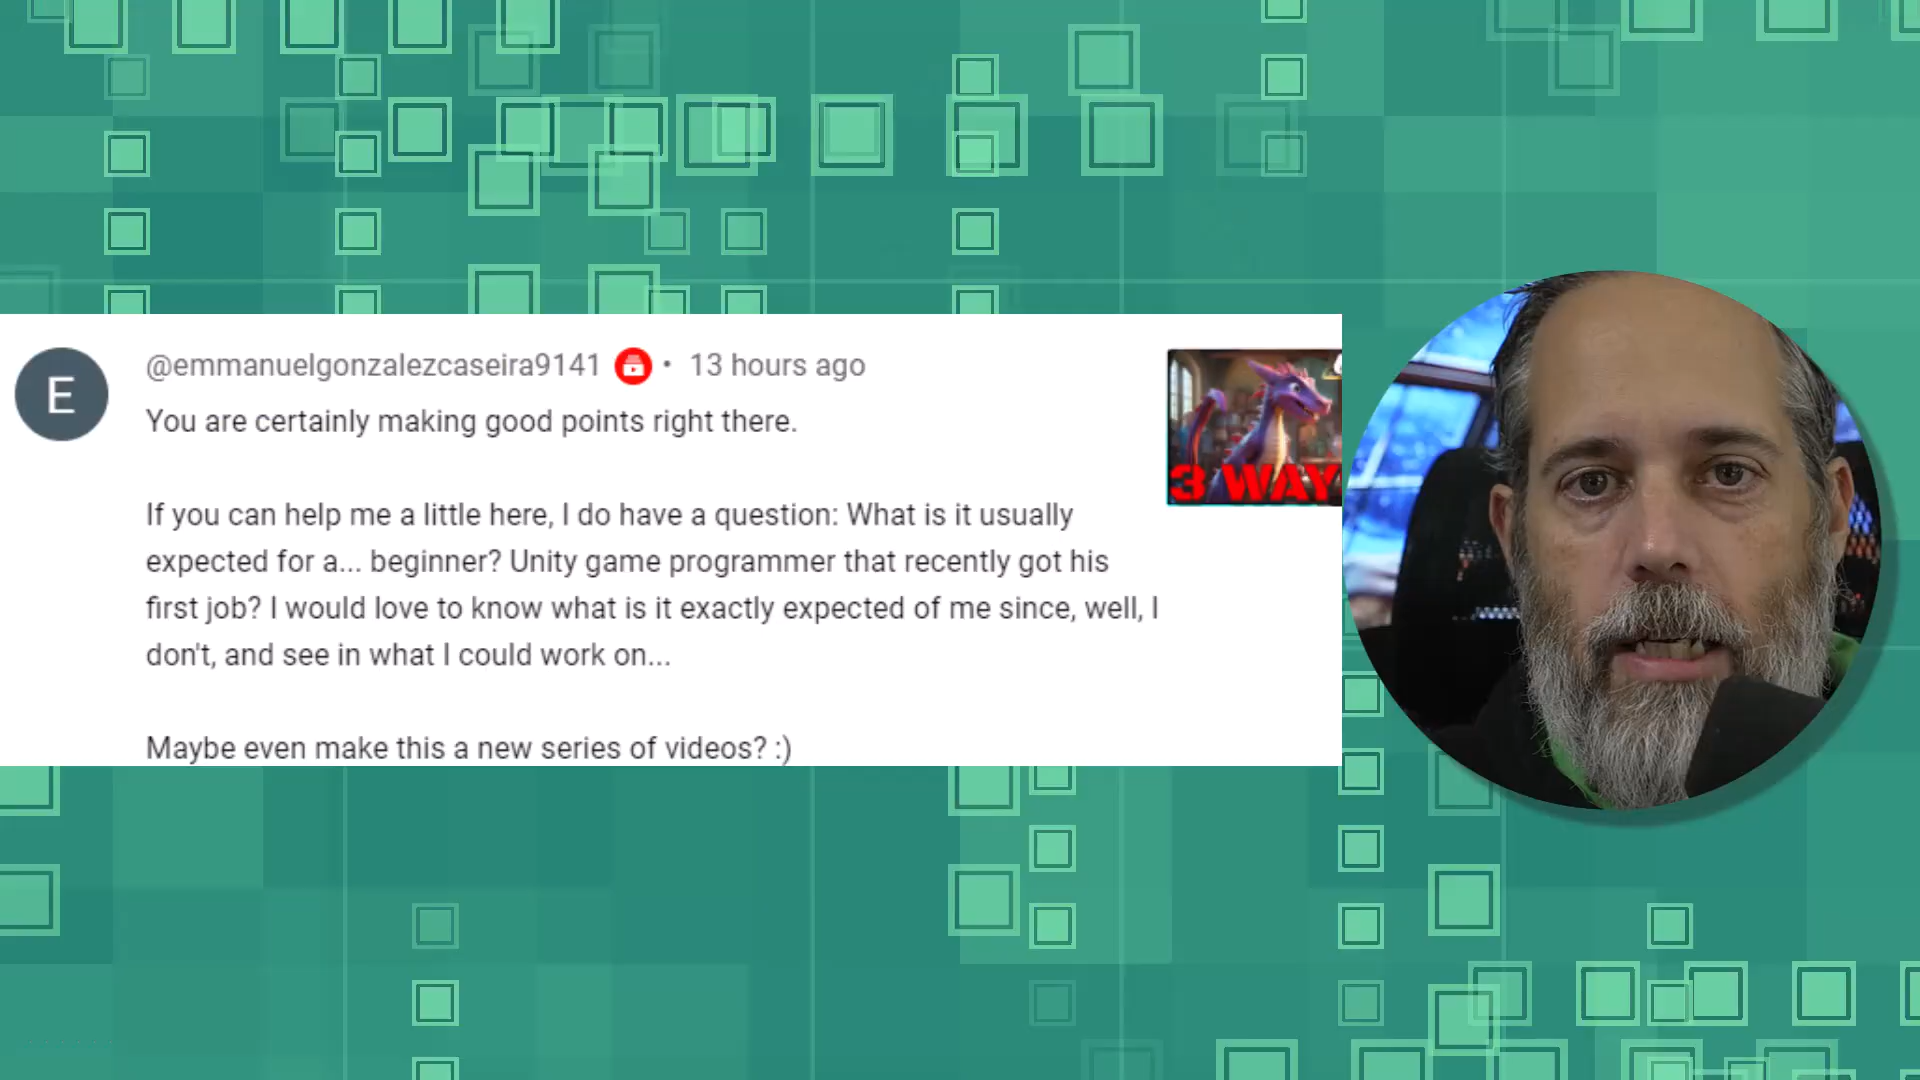 E
@emmanuelgonzalezcaseira9141 • 13 hours ago
You are certainly making good points right there.
If you can help me a little here, I do have a question: What is it usually
expected for a... beginner? Unity game programmer that recently got his
first job? I would love to know what is it exactly expected of me since, well, I
don't, and see in what I could work on...
Maybe even make this a new series of videos? :)
3 WAY